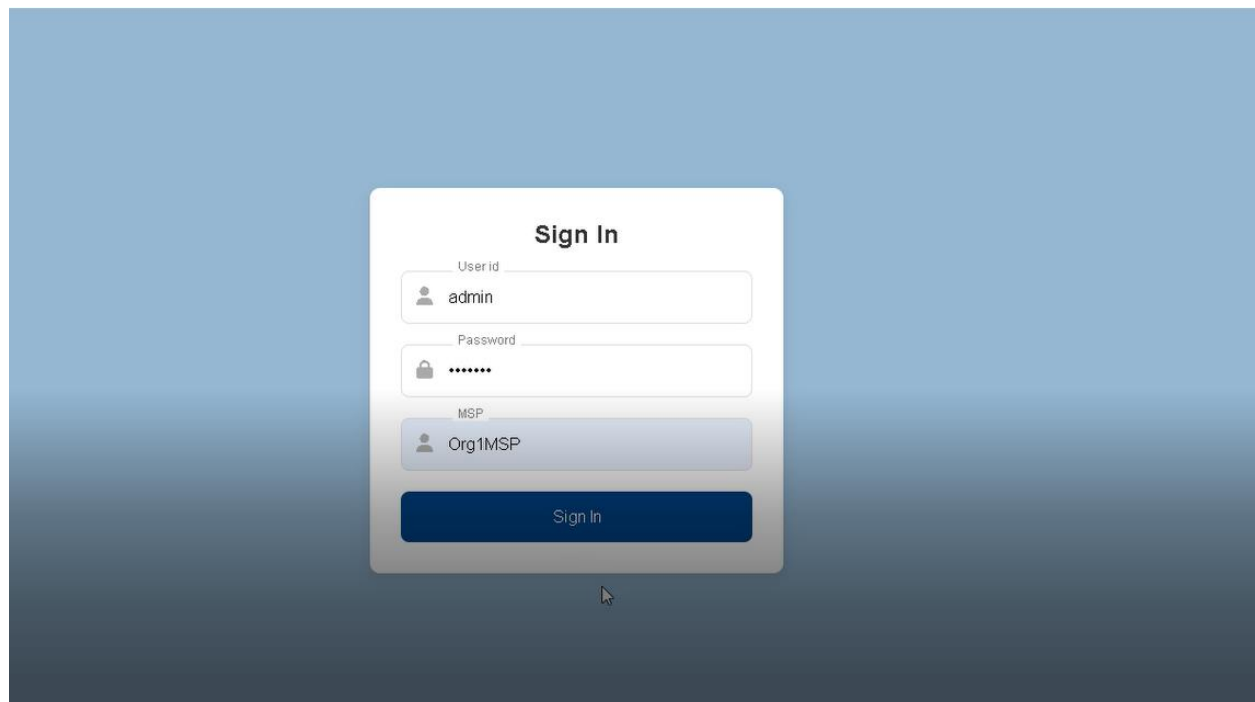 Sign In
User id
admin
Password
•••••••
MSP
Org1MSP
Sign In